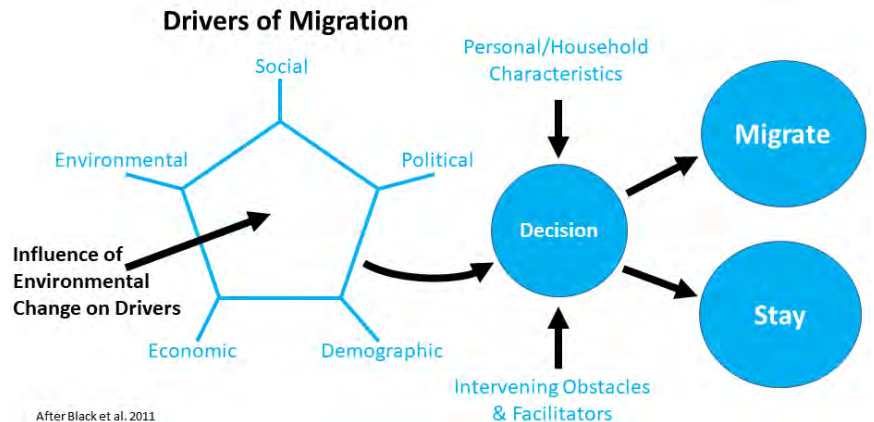 Drivers of Migration
Social
Environmental
Political
Influence of
Environmental
Change on Drivers
Economic
Demographic
Personal/Household
Characteristics
Decision
Intervening Obstacles
& Facilitators
Migrate
Stay
After Black et al. 2011